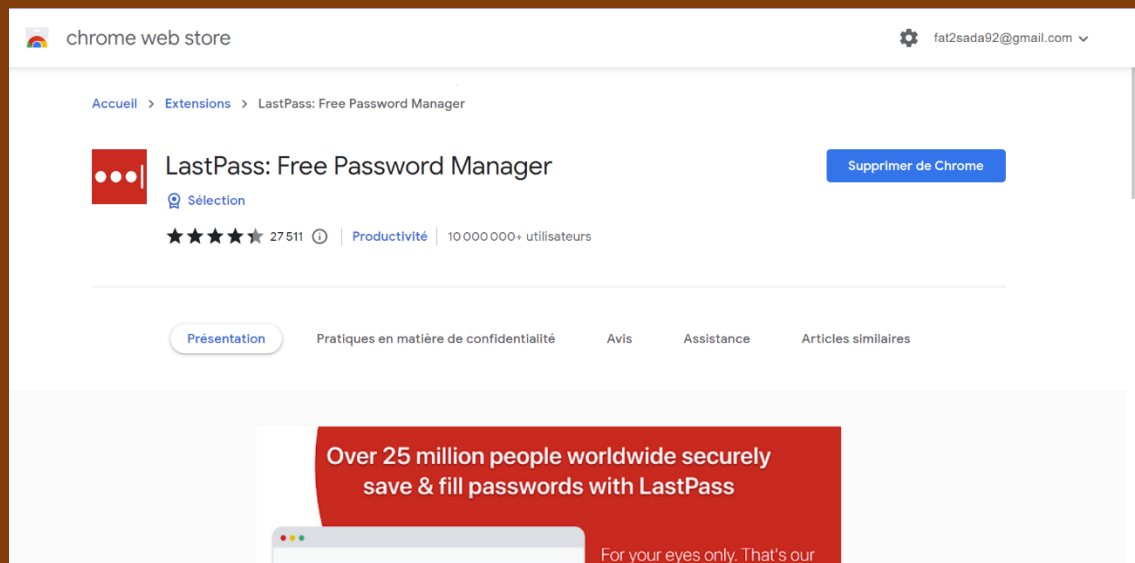 chrome web store
fat2sada92@gmail.com
Accueil > Extensions > LastPass: Free Password Manager
LastPass: Free Password Manager
Supprimer de Chrome
Sélection
27 511 Productivité 10 000 000+ utilisateurs
Présentation Pratiques en matière de confidentialité Avis Assistance Articles similaires
Over 25 million people worldwide securely
save & fill passwords with LastPass
For your eyes only. That's our